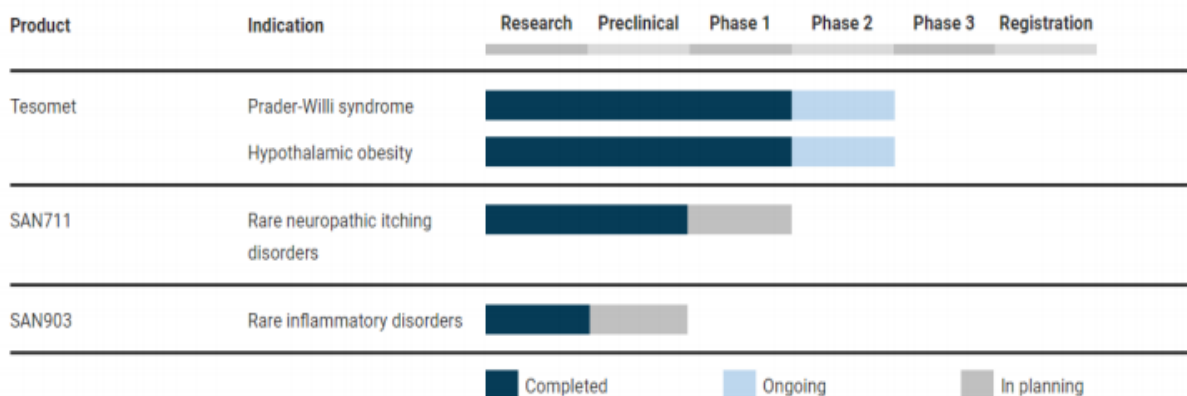 Product Indication Research Preclinical Phase 1 Phase 2 Phase 3 Registration
Tesomet Prader-Willi syndrome
Hypothalamic obesity
SAN711 Rare neuropathic itching
disorders
SAN903 Rare inflammatory disorders
Completed Ongoing In planning